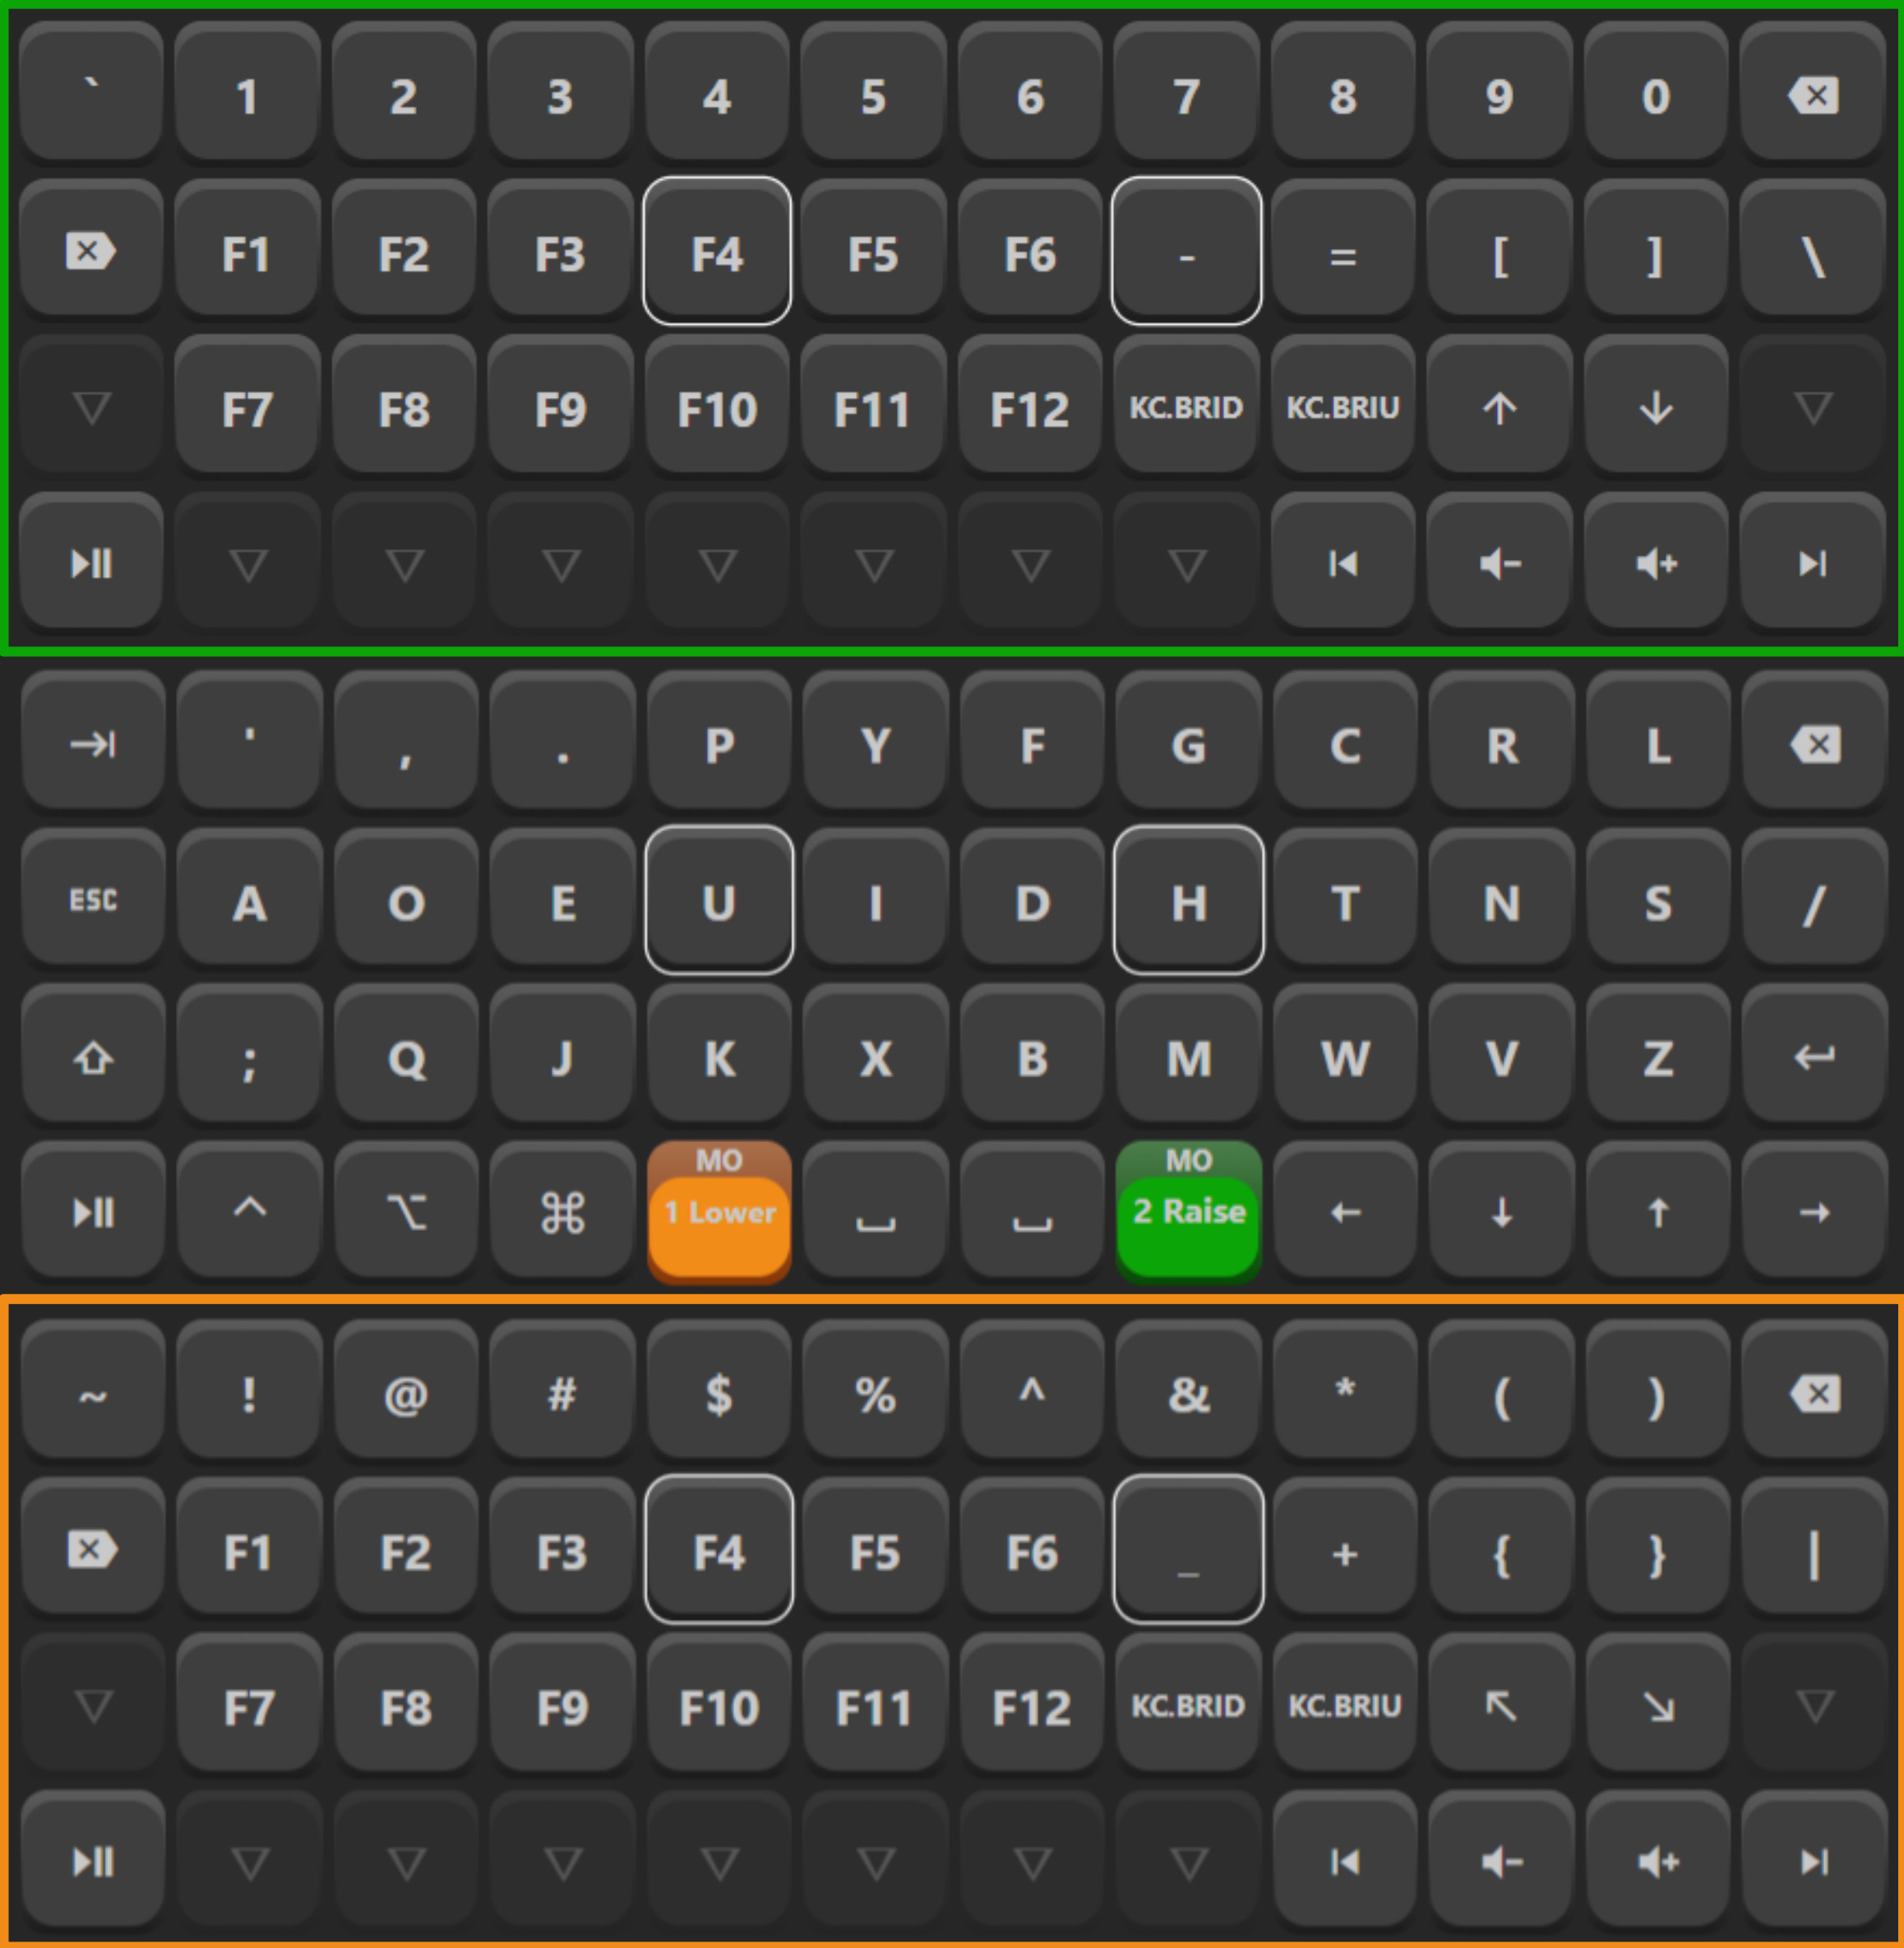 ` 1 2 3 4 5 6 7 8 9 0
F1 F2 F3 F4 F5 F6 - = [ ] \
F7 F8 F9 F10 F11 F12 KC.BRID KC.BRIU ↑ ↓
' , . P Y F G C R L
ESC A O E U I D H T N S /
; Q J K X B M W V Z
MO MO
^ ⌥ ⌘ 1 Lower 2 Raise ← ↓ ↑ →
~ ! @ # $ % ^ & * ( )
F1 F2 F3 F4 F5 F6 _ + { } |
F7 F8 F9 F10 F11 F12 KC.BRID KC.BRIU ↖ ↘